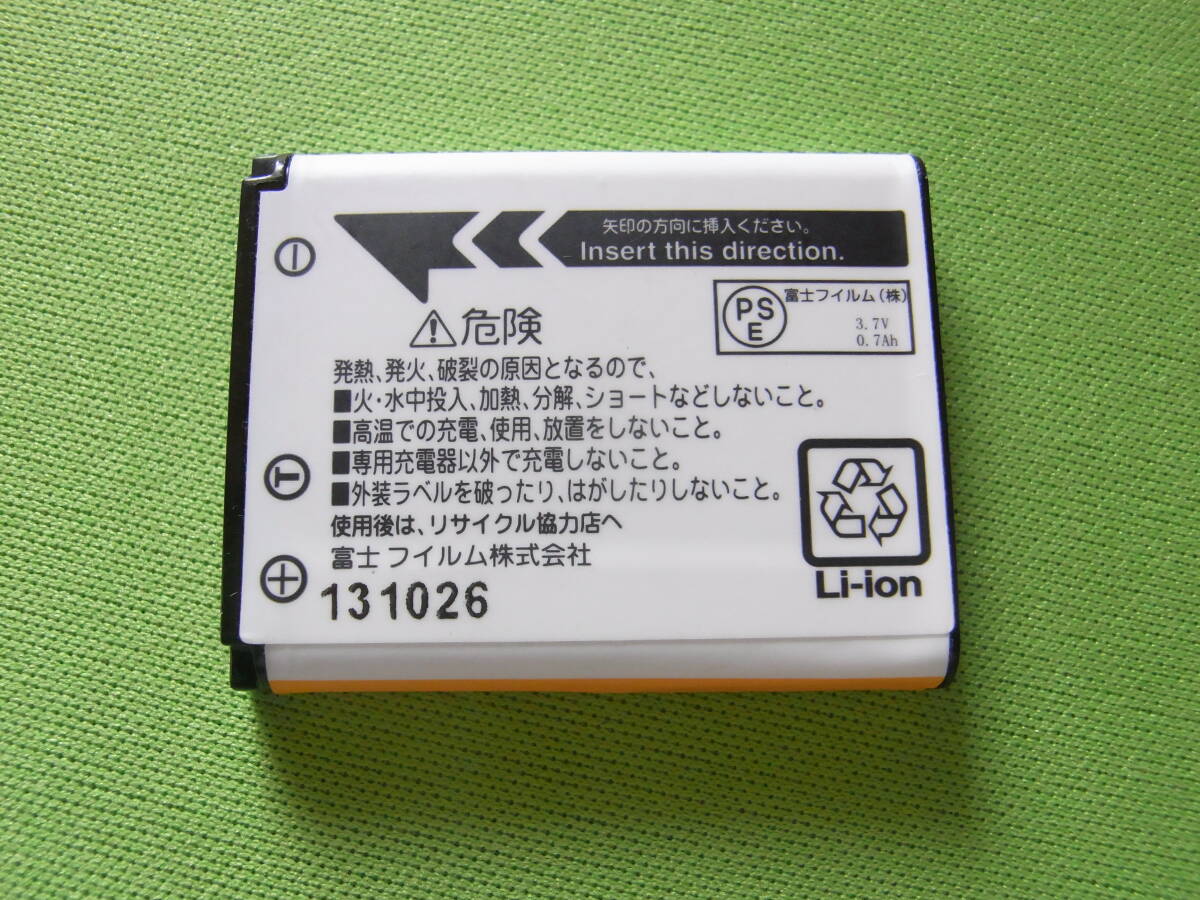 矢印の方向に挿入ください。
Insert this direction.
PS
E
富士フイルム(株)
3.7V
0.7Ah
危険
発熱、発火、破裂の原因となるので、
■火・水中投入、加熱、分解、ショートなどしないこと。
■高温での充電、使用、放置をしないこと。
■専用充電器以外で充電しないこと。
■外装ラベルを破ったり、はがしたりしないこと。
使用後は、リサイクル協力店へ
富士フイルム株式会社
131026
T
Li-ion